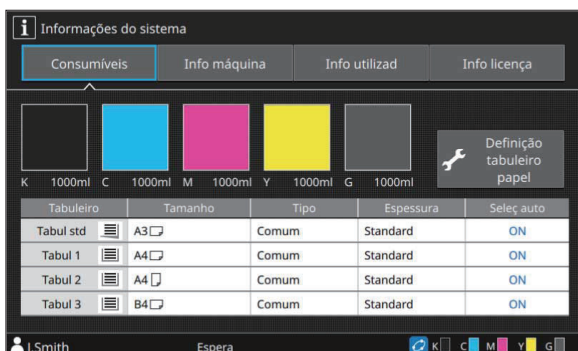 i Informações do sistema
Consumíveis Info máquina Info utilizad Info licença
Definição
tabuleiro
papel
K 1000ml C 1000ml M 1000ml Y 1000ml G 1000ml
Tabuleiro Tamanho Tipo Espessura Seleç auto
Tabul std A3 Comum Standard ON
Tabul 1 A4 Comum Standard ON
Tabul 2 A4 Comum Standard ON
Tabul 3 B4 Comum Standard ON
J.Smith Espera K C M Y G